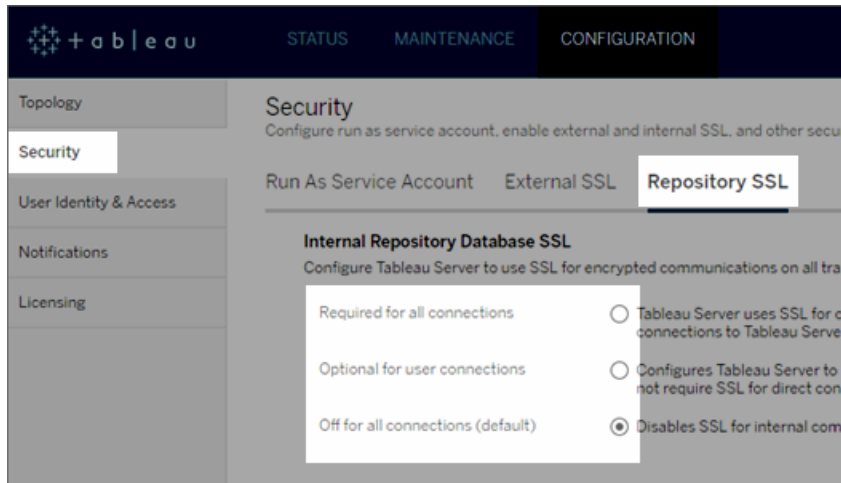 +ableau
STATUS MAINTENANCE CONFIGURATION
Topology
Security
User Identity & Access
Notifications
Licensing
Security
Configure run as service account, enable external and internal SSL, and other secu
Run As Service Account External SSL Repository SSL
Internal Repository Database SSL
Configure Tableau Server to use SSL for encrypted communications on all tra
Required for all connections Tableau Server uses SSL for c
connections to Tableau Serve
Optional for user connections Configures Tableau Server to
not require SSL for direct con
Off for all connections (default) Disables SSL for internal com